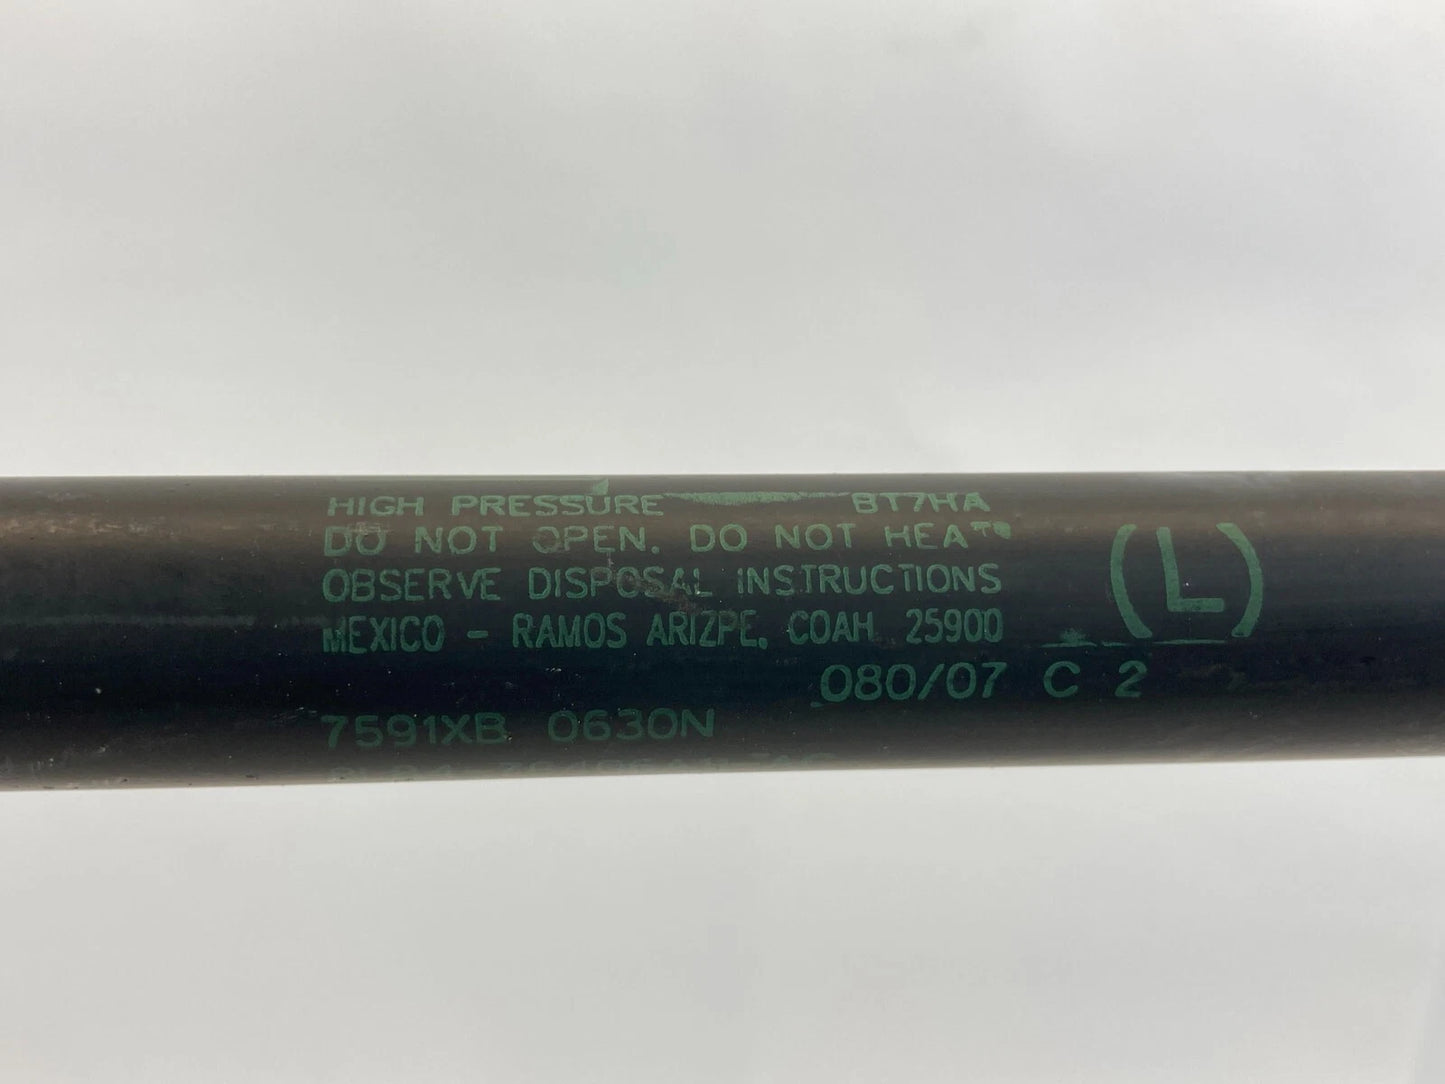 HIGH PRESSURE BT7HA
DO NOT OPEN. DO NOT HEAT
OBSERVE DISPOSAL INSTRUCTIONS
MEXICO - RAMOS ARIZPE, COAH 25900
(L)
080/07 C 2
7591XB 0630N